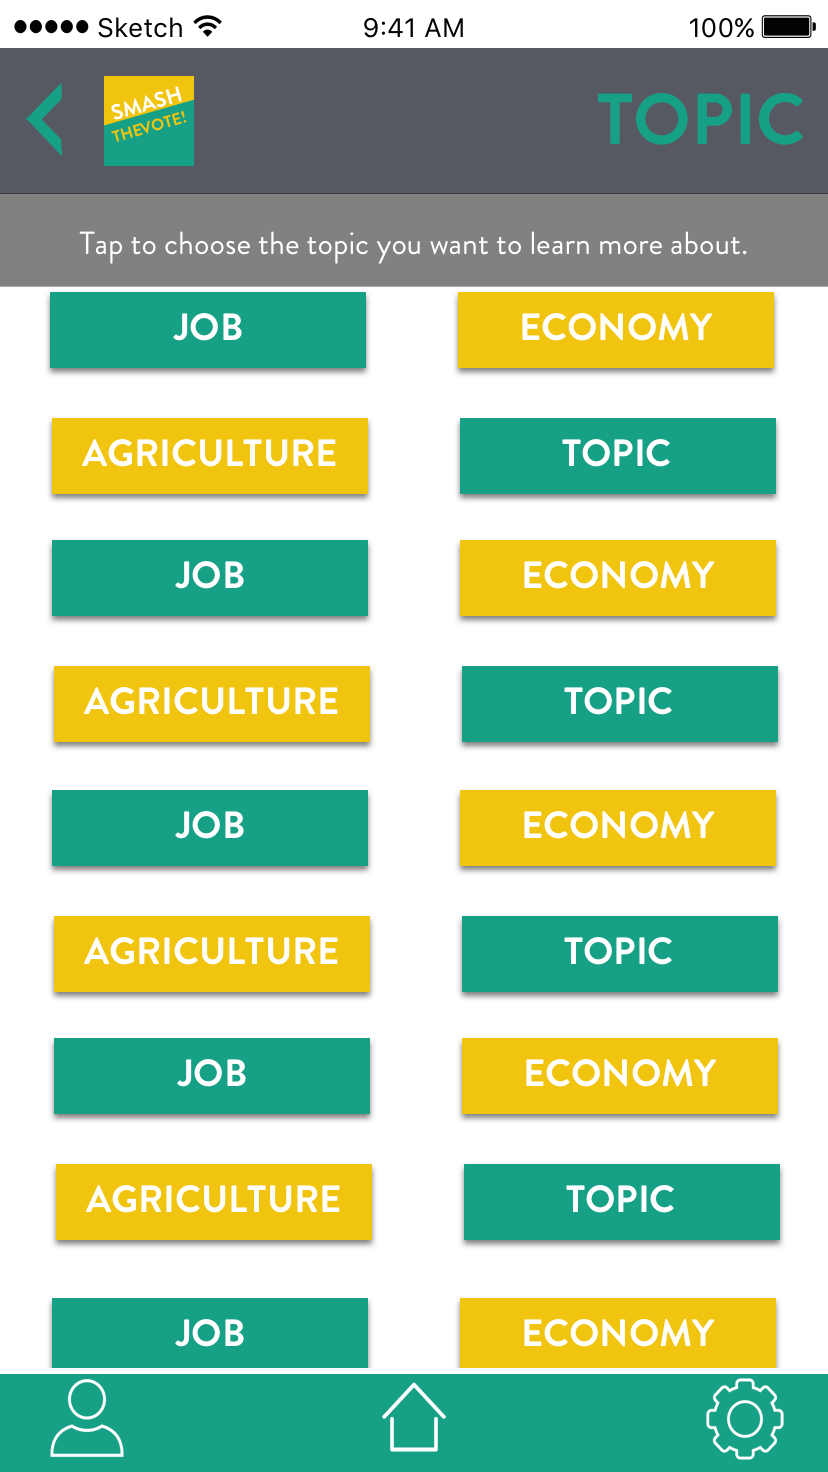 Sketch 9:41 AM 100%
SMASH
THEVOTE!
TOPIC
Tap to choose the topic you want to learn more about.
JOB ECONOMY
AGRICULTURE TOPIC
JOB ECONOMY
AGRICULTURE TOPIC
JOB ECONOMY
AGRICULTURE TOPIC
JOB ECONOMY
AGRICULTURE TOPIC
JOB ECONOMY